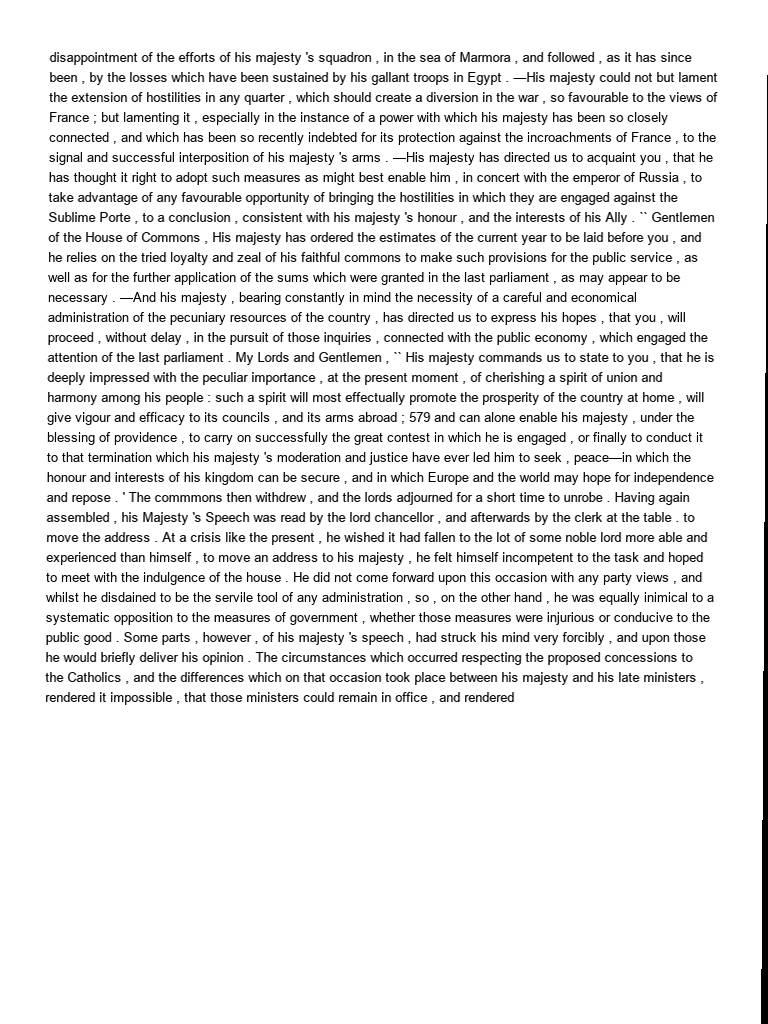 disappointment of the efforts of his majesty 's squadron , in the sea of Marmora , and followed , as it has since
been , by the losses which have been sustained by his gallant troops in Egypt . —His majesty could not but lament
the extension of hostilities in any quarter , which should create a diversion in the war , so favourable to the views of
France ; but lamenting it , especially in the instance of a power with which his majesty has been so closely
connected , and which has been so recently indebted for its protection against the incroachments of France , to the
signal and successful interposition of his majesty 's arms . —His majesty has directed us to acquaint you , that he
has thought it right to adopt such measures as might best enable him , in concert with the emperor of Russia , to
take advantage of any favourable opportunity of bringing the hostilities in which they are engaged against the
Sublime Porte , to a conclusion , consistent with his majesty 's honour , and the interests of his Ally . `` Gentlemen
of the House of Commons , His majesty has ordered the estimates of the current year to be laid before you , and
he relies on the tried loyalty and zeal of his faithful commons to make such provisions for the public service , as
well as for the further application of the sums which were granted in the last parliament , as may appear to be
necessary . —And his majesty , bearing constantly in mind the necessity of a careful and economical
administration of the pecuniary resources of the country , has directed us to express his hopes , that you , will
proceed , without delay , in the pursuit of those inquiries , connected with the public economy , which engaged the
attention of the last parliament . My Lords and Gentlemen , `` His majesty commands us to state to you , that he is
deeply impressed with the peculiar importance , at the present moment , of cherishing a spirit of union and
harmony among his people : such a spirit will most effectually promote the prosperity of the country at home , will
give vigour and efficacy to its councils , and its arms abroad ; 579 and can alone enable his majesty , under the
blessing of providence , to carry on successfully the great contest in which he is engaged , or finally to conduct it
to that termination which his majesty 's moderation and justice have ever led him to seek , peace—in which the
honour and interests of his kingdom can be secure , and in which Europe and the world may hope for independence
and repose . ' The commmons then withdrew , and the lords adjourned for a short time to unrobe . Having again
assembled , his Majesty 's Speech was read by the lord chancellor , and afterwards by the clerk at the table . to
move the address . At a crisis like the present , he wished it had fallen to the lot of some noble lord more able and
experienced than himself , to move an address to his majesty , he felt himself incompetent to the task and hoped
to meet with the indulgence of the house . He did not come forward upon this occasion with any party views , and
whilst he disdained to be the servile tool of any administration , so , on the other hand , he was equally inimical to a
systematic opposition to the measures of government , whether those measures were injurious or conducive to the
public good . Some parts , however , of his majesty 's speech , had struck his mind very forcibly , and upon those
he would briefly deliver his opinion . The circumstances which occurred respecting the proposed concessions to
the Catholics , and the differences which on that occasion took place between his majesty and his late ministers ,
rendered it impossible , that those ministers could remain in office , and rendered